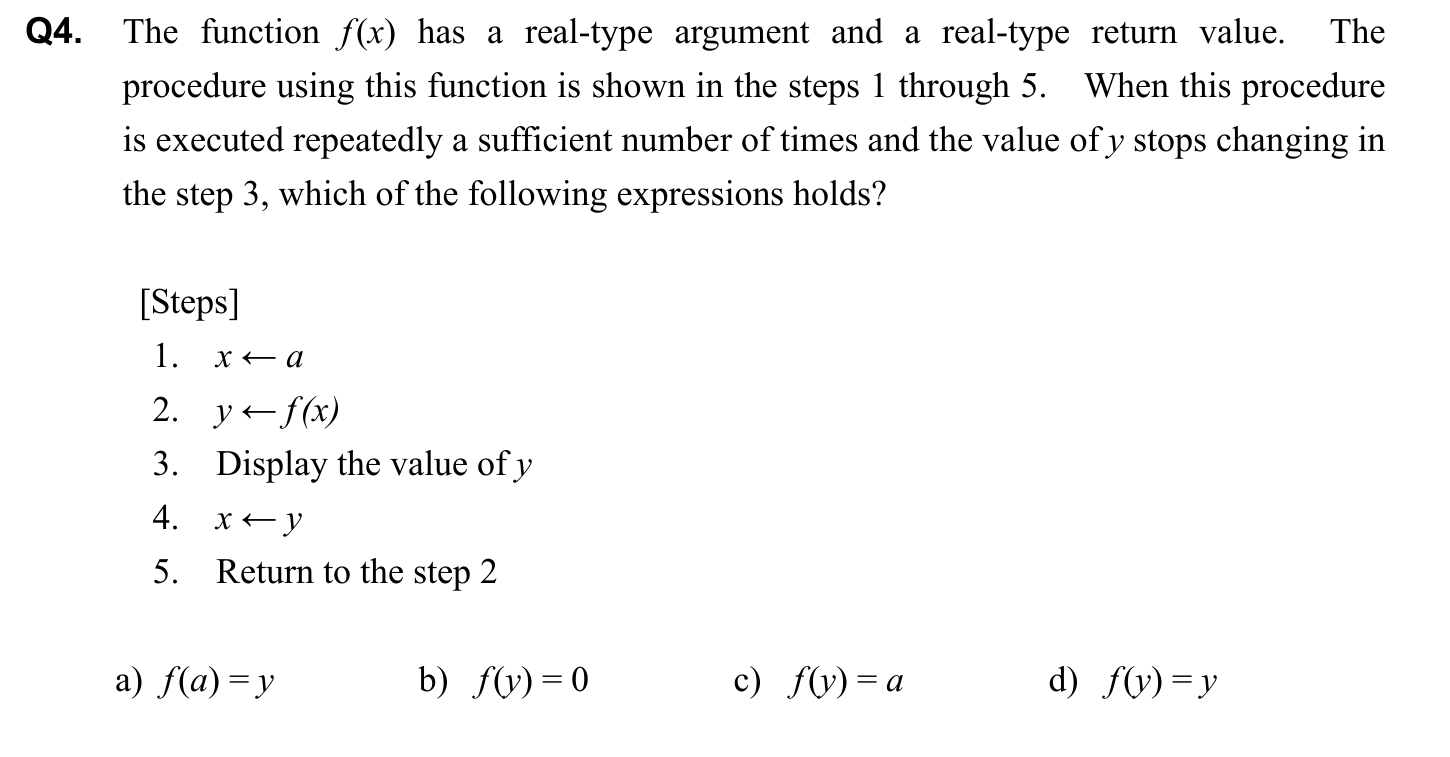 Q4. The function f(x) has a real-type argument and a real-type return value. The
procedure using this function is shown in the steps 1 through 5. When this procedure
is executed repeatedly a sufficient number of times and the value of y stops changing in
the step 3, which of the following expressions holds?
[Steps]
1. x ← a
2. y ← f(x)
3. Display the value of y
4. x ← y
5. Return to the step 2
a) f(a) = y b) f(y) = 0 c) f(y) = a d) f(y) = y